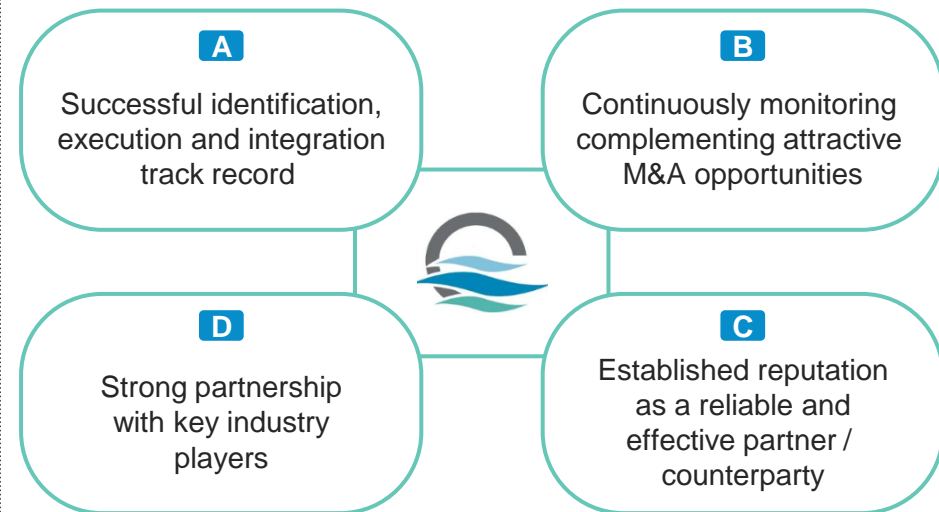 A
Successful identification,
execution and integration
track record
B
Continuously monitoring
complementing attractive
M&A opportunities
D
Strong partnership
with key industry
players
C
Established reputation
as a reliable and
effective partner /
counterparty